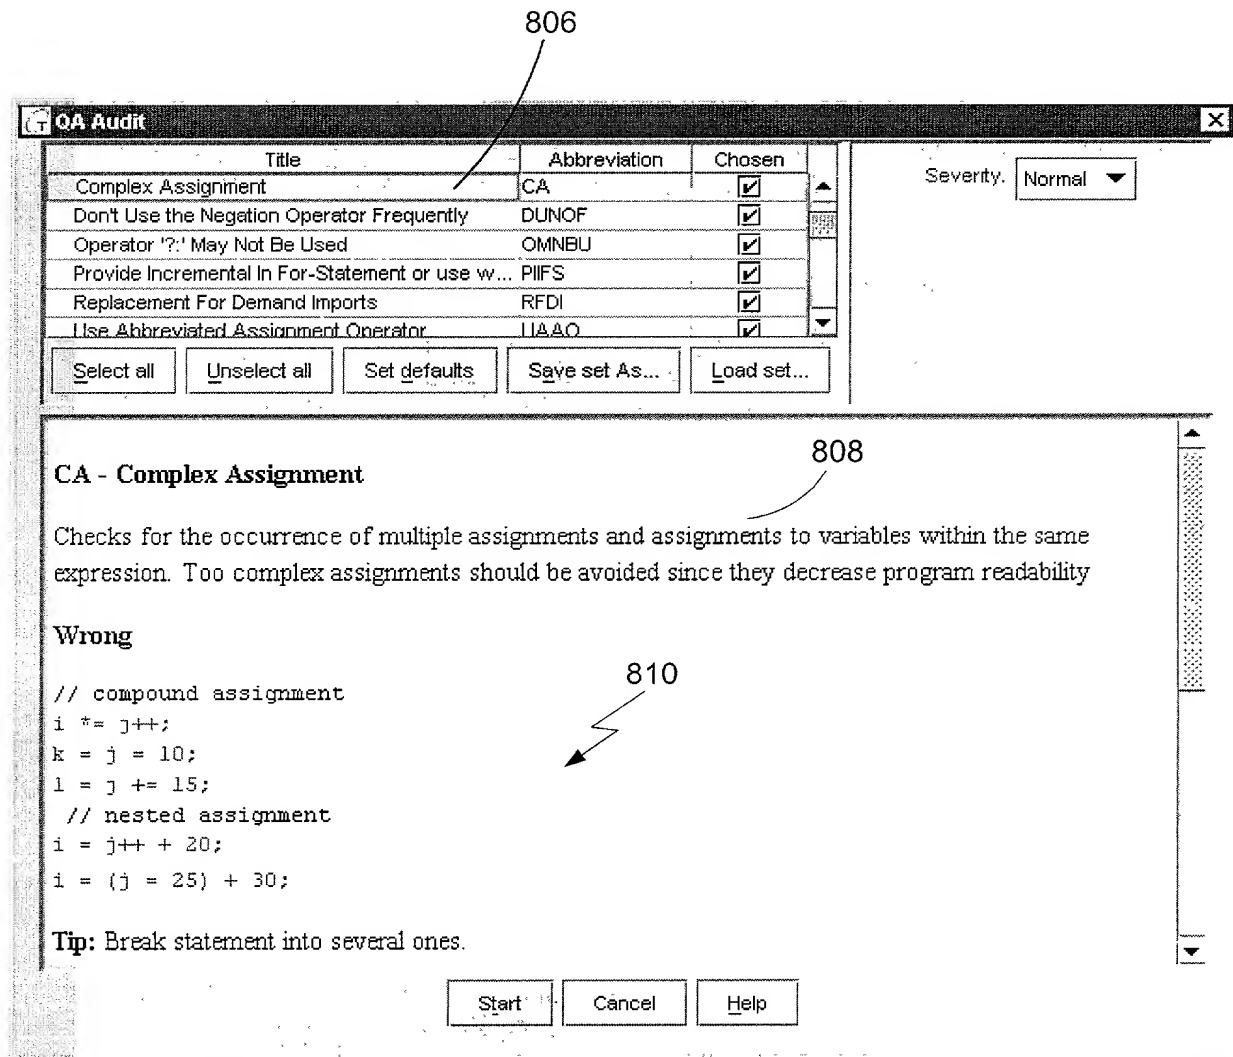 806
QA Audit
Title Abbreviation Chosen
Complex Assignment CA
Don't Use the Negation Operator Frequently DUNOF
Operator '?:' May Not Be Used OMNBU
Provide Incremental In For-Statement or use w... PIIFS
Replacement For Demand Imports RFDI
Use Abbreviated Assignment Operator UAAO
Severity. Normal
Select all Unselect all Set defaults Save set As... Load set...
808
CA - Complex Assignment
Checks for the occurrence of multiple assignments and assignments to variables within the same
expression. Too complex assignments should be avoided since they decrease program readability
Wrong
810
// compound assignment
i *= j++;
k = j = 10;
l = j += 15;
// nested assignment
i = j++ + 20;
i = (j = 25) + 30;
Tip: Break statement into several ones.
Start Cancel Help